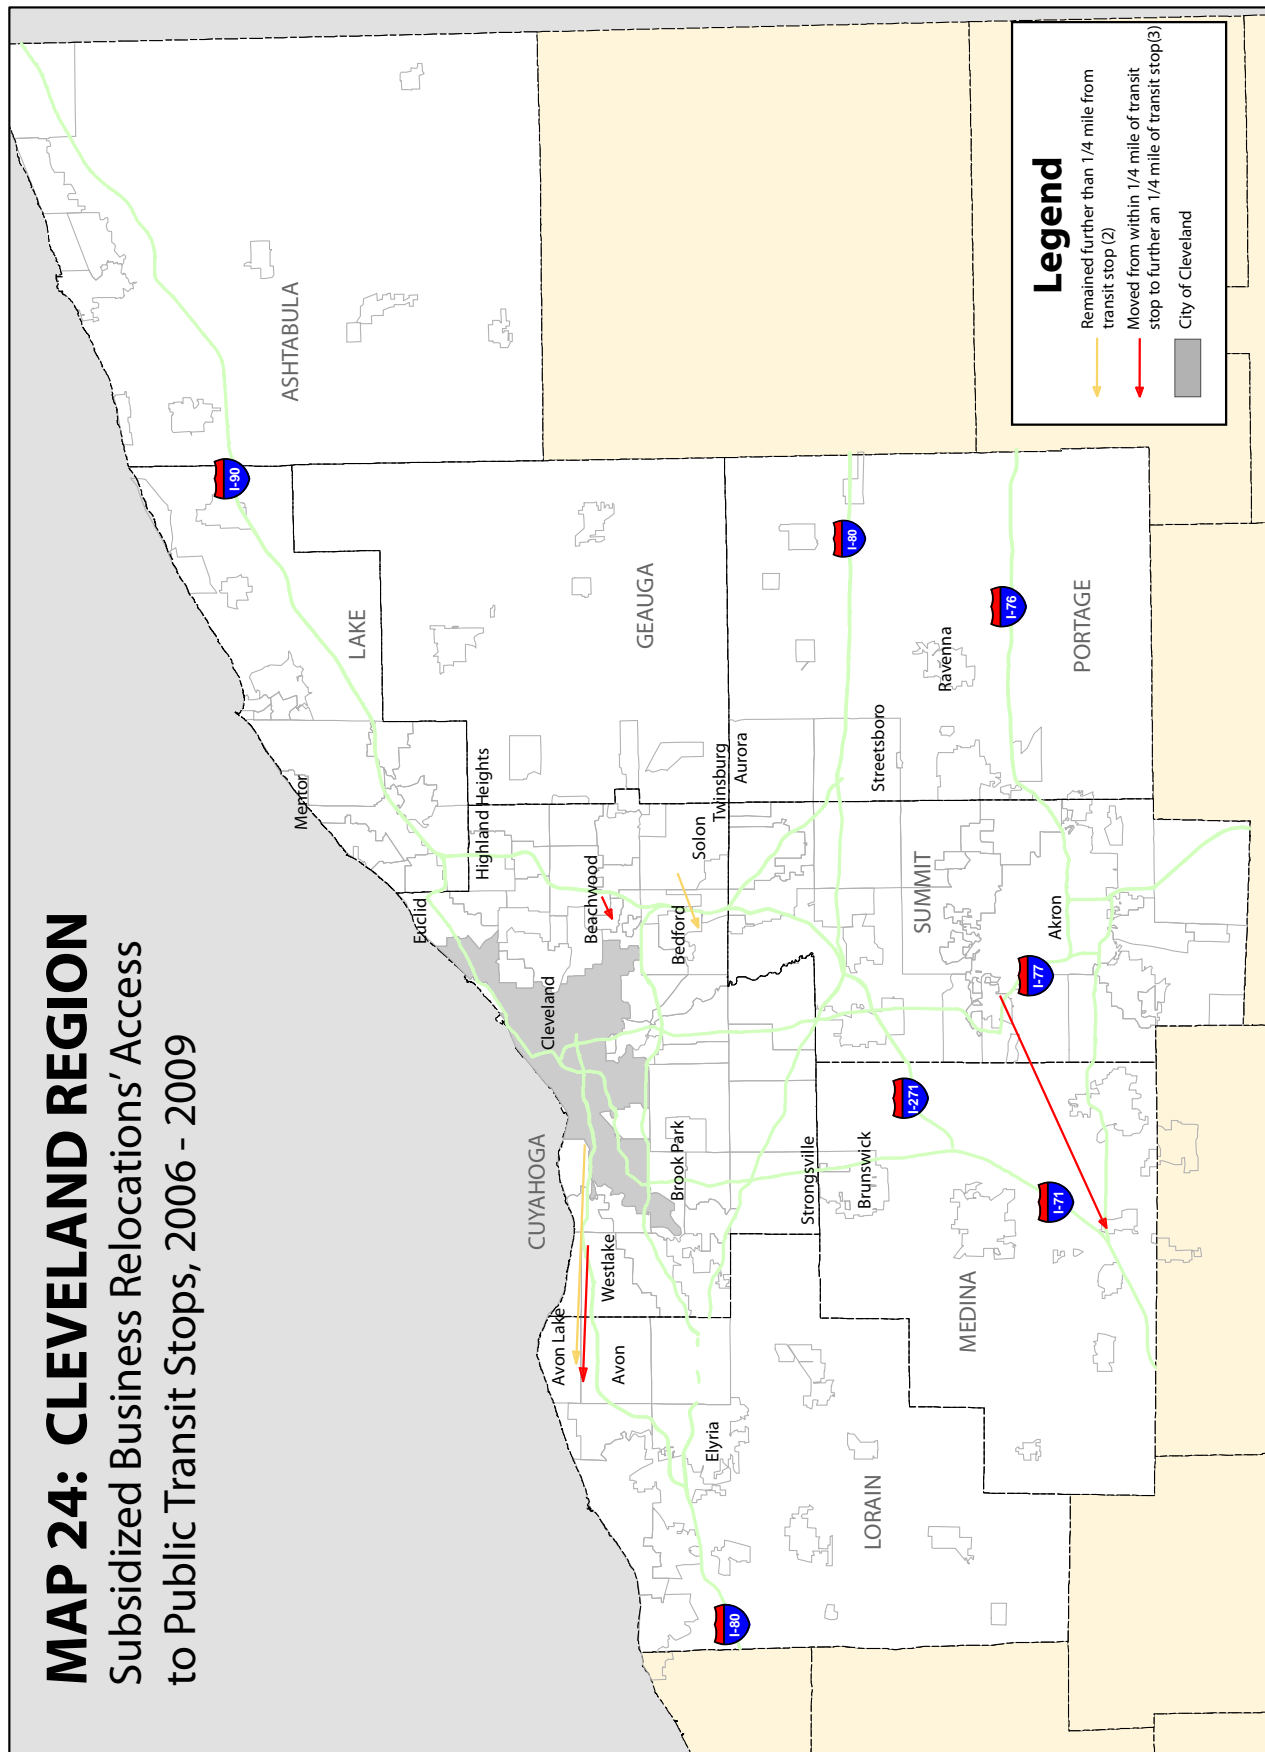 MAP 24: CLEVELAND REGION
Subsidized Business Relocations’ Access
to Public Transit Stops, 2006 - 2009
ASHTABULA
I-90
LAKE
Mentor
GEAUGA
Highland Heights
Euclid
Beachwood
Solon
Twinsburg
Aurora
Bedford
Cleveland
CUYAHOGA
Brook Park
Westlake
Avon Lake
Avon
Strongsville
Brunswick
Elyria
LORAIN
I-80
MEDINA
I-71
I-271
SUMMIT
Akron
I-77
Streetsboro
Ravenna
PORTAGE
I-80
I-76
Legend
Remained further than 1/4 mile from
transit stop (2)
Moved from within 1/4 mile of transit
stop to further an 1/4 mile of transit stop(3)
City of Cleveland